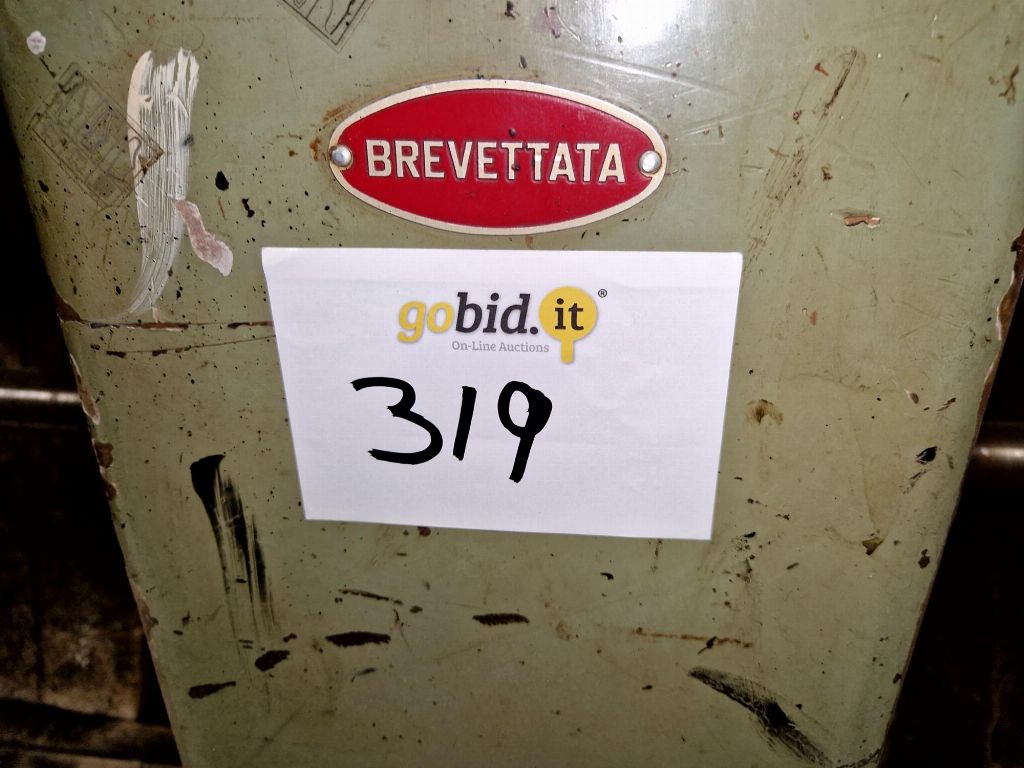 BREVETTATA
gobid.it®
On-Line Auctions
319